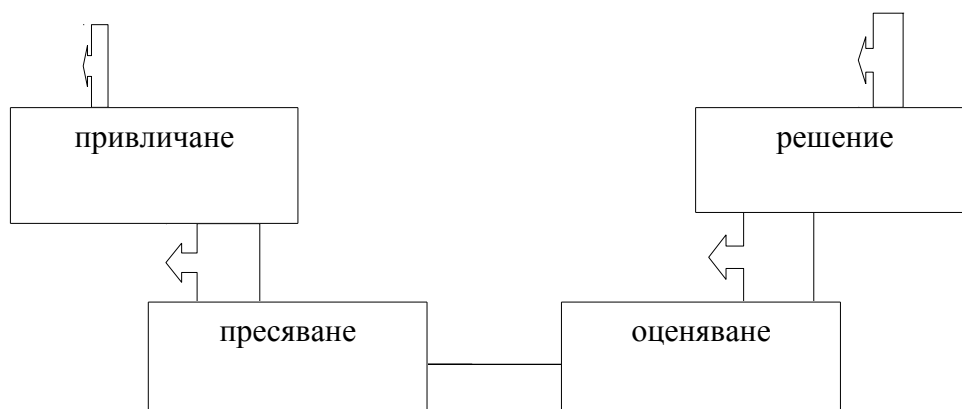 привличане
решение
пресяване
оценяване